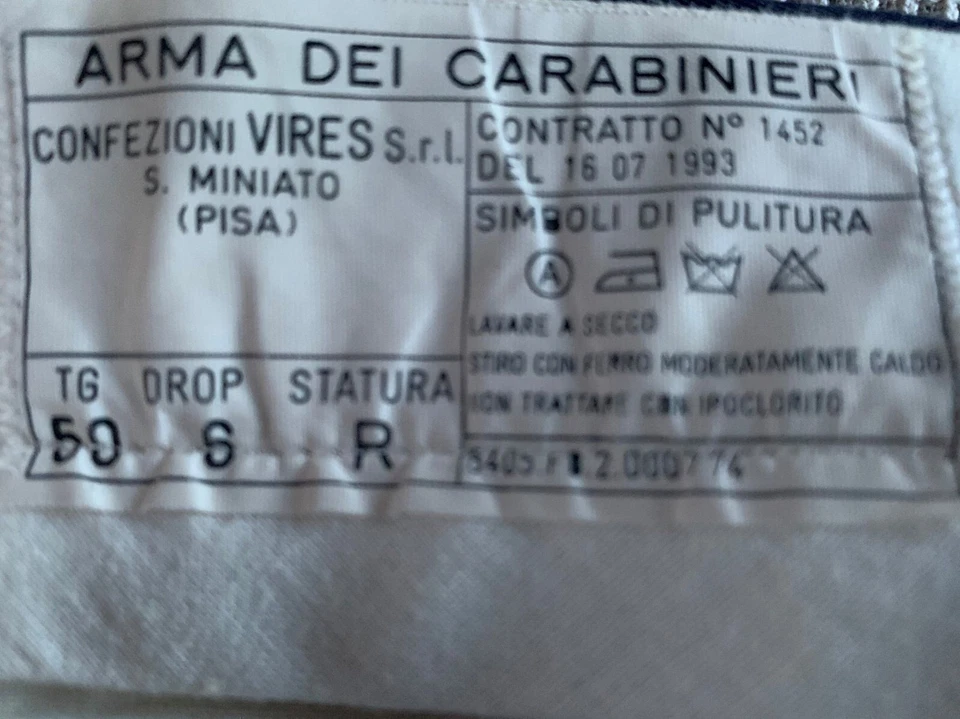 ARMA DEI CARABINIERI
CONFEZIONI VIRES S.r.l.
S. MINIATO
(PISA)
CONTRATTO Nº 1452
DEL 16 07 1993
SIMBOLI DI PULITURA
A
LAVARE A SECCO
STIRO CON FERRO MODERATAMENTE CALDO
NON TRATTARE CON IPOCLORITO
TG DROP STATURA
50 6 R